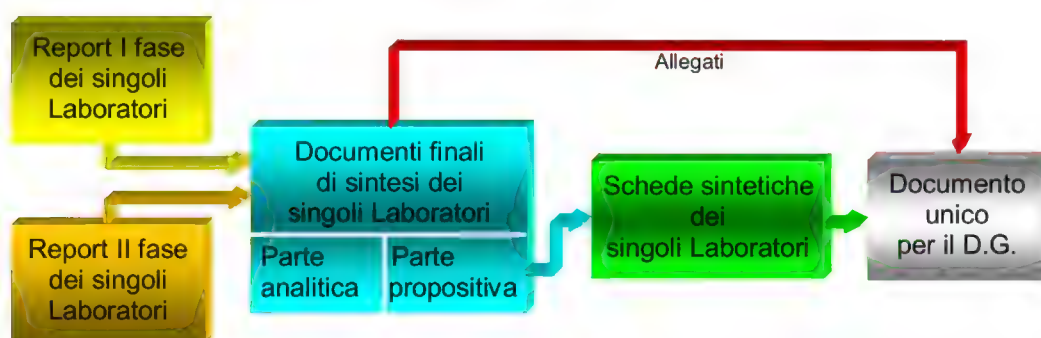 Report I fase
dei singoli
Laboratori
Allegati
Documenti finali
di sintesi dei
singoli Laboratori
Parte
analitica
Parte
propositiva
Schede sintetiche
dei
singoli Laboratori
Documento
unico
per il D.G.
Report II fase
dei singoli
Laboratori